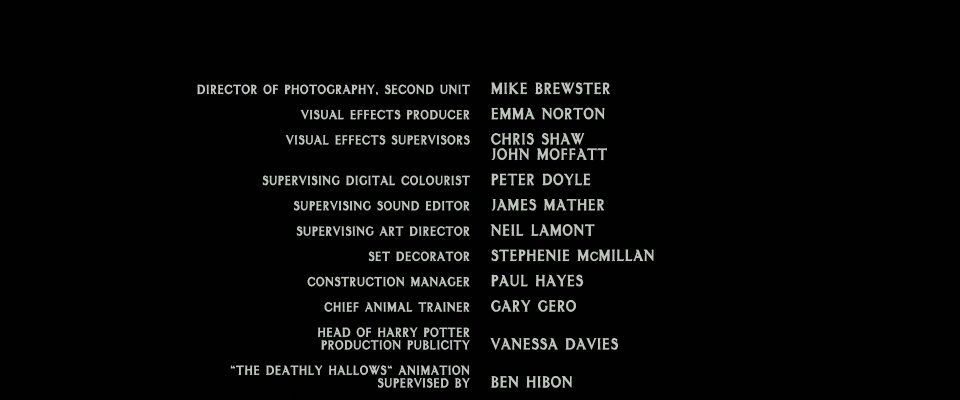 DIRECTOR OF PHOTOGRAPHY, SECOND UNIT MIKE BREWSTER
VISUAL EFFECTS PRODUCER EMMA NORTON
VISUAL EFFECTS SUPERVISORS CHRIS SHAW
JOHN MOFFATT
SUPERVISING DIGITAL COLOURIST PETER DOYLE
SUPERVISING SOUND EDITOR JAMES MATHER
SUPERVISING ART DIRECTOR NEIL LAMONT
SET DECORATOR STEPHENIE McMILLAN
CONSTRUCTION MANAGER PAUL HAYES
CHIEF ANIMAL TRAINER GARY GERO
HEAD OF HARRY POTTER
PRODUCTION PUBLICITY VANESSA DAVIES
"THE DEATHLY HALLOWS" ANIMATION
SUPERVISED BY BEN HIBON